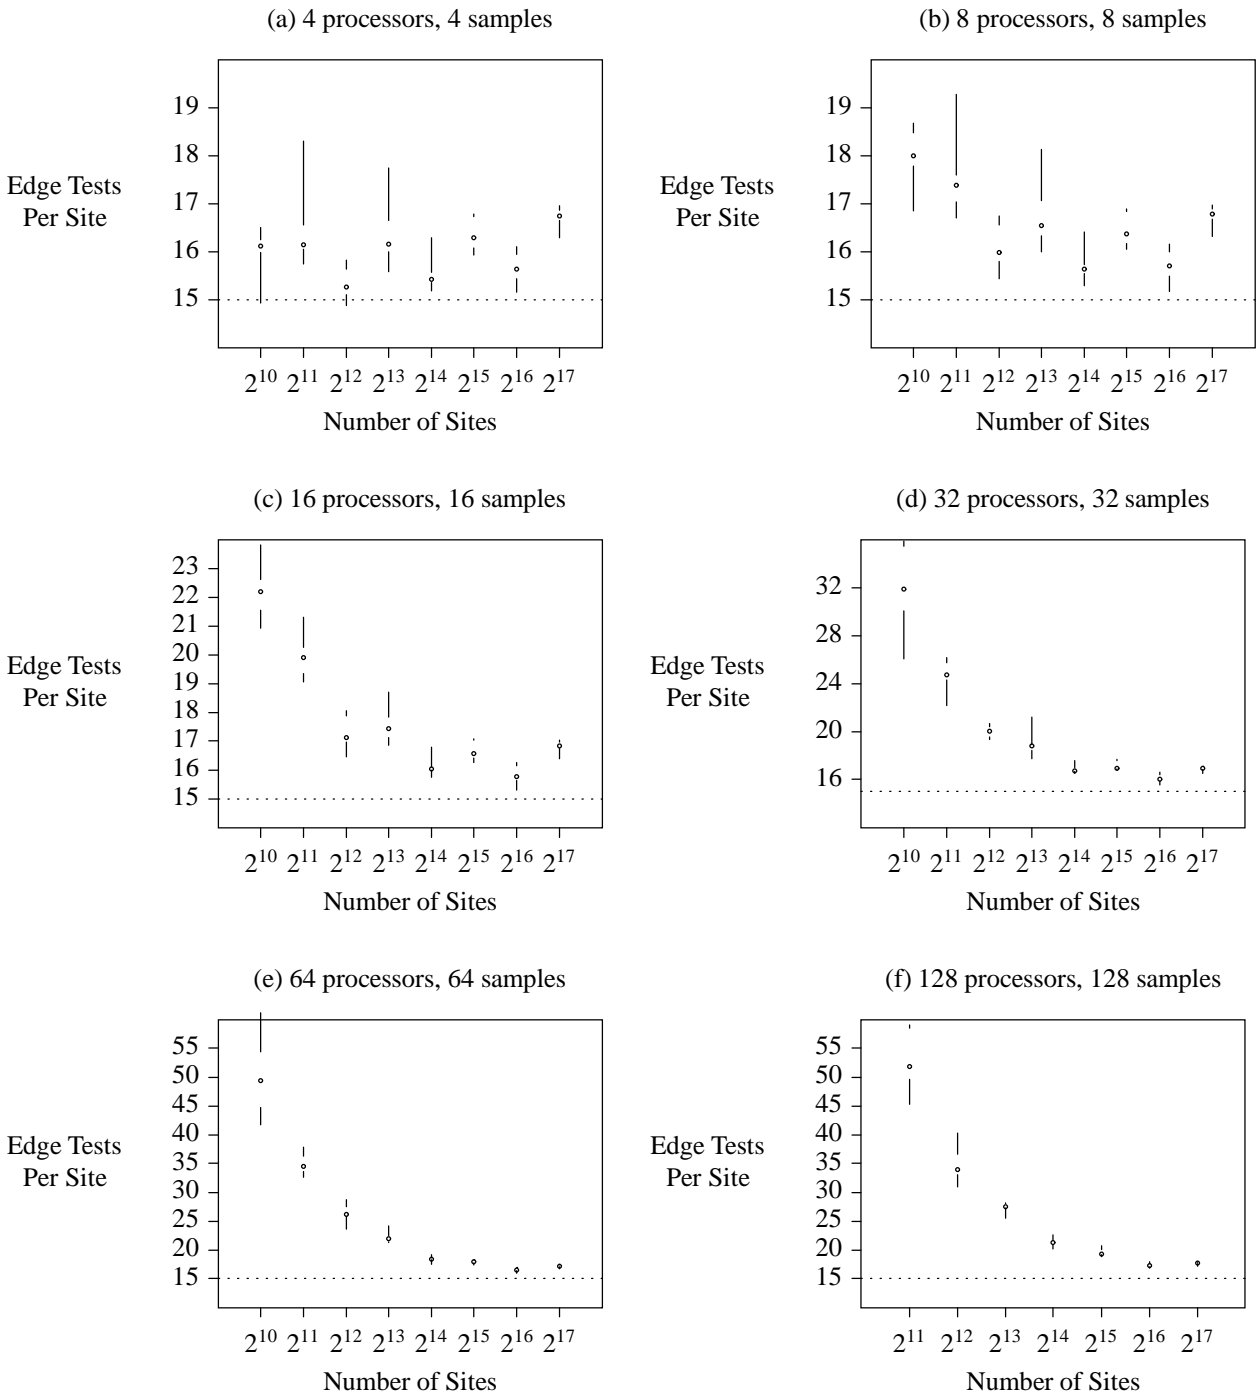 (a) 4 processors, 4 samples
19
18
17
16
15
Edge Tests
Per Site
2^10 2^11 2^12 2^13 2^14 2^15 2^16 2^17
Number of Sites
(b) 8 processors, 8 samples
19
18
17
16
15
Edge Tests
Per Site
2^10 2^11 2^12 2^13 2^14 2^15 2^16 2^17
Number of Sites
(c) 16 processors, 16 samples
23
22
21
20
19
18
17
16
15
Edge Tests
Per Site
2^10 2^11 2^12 2^13 2^14 2^15 2^16 2^17
Number of Sites
(d) 32 processors, 32 samples
32
28
24
20
16
Edge Tests
Per Site
2^10 2^11 2^12 2^13 2^14 2^15 2^16 2^17
Number of Sites
(e) 64 processors, 64 samples
55
50
45
40
35
30
25
20
15
Edge Tests
Per Site
2^10 2^11 2^12 2^13 2^14 2^15 2^16 2^17
Number of Sites
(f) 128 processors, 128 samples
55
50
45
40
35
30
25
20
15
Edge Tests
Per Site
2^11 2^12 2^13 2^14 2^15 2^16 2^17
Number of Sites